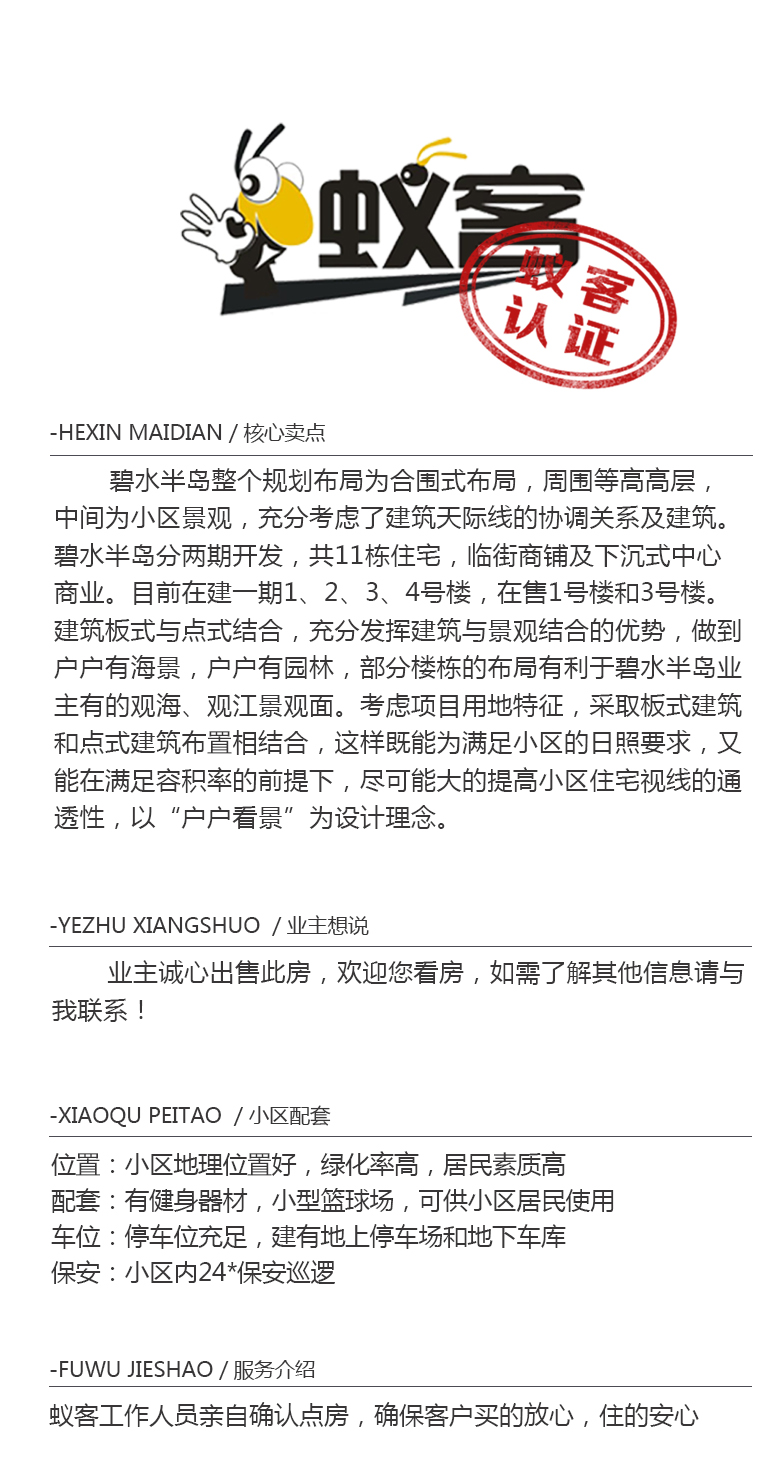 蚁客
蚁客
认证
-HEXIN MAIDIAN / 核心卖点
碧水半岛整个规划布局为合围式布局，周围等高高层，
中间为小区景观，充分考虑了建筑天际线的协调关系及建筑。
碧水半岛分两期开发，共11栋住宅，临街商铺及下沉式中心
商业。目前在建一期1、2、3、4号楼，在售1号楼和3号楼。
建筑板式与点式结合，充分发挥建筑与景观结合的优势，做到
户户有海景，户户有园林，部分楼栋的布局有利于碧水半岛业
主有的观海、观江景观面。考虑项目用地特征，采取板式建筑
和点式建筑布置相结合，这样既能为满足小区的日照要求，又
能在满足容积率的前提下，尽可能大的提高小区住宅视线的通
透性，以“户户看景”为设计理念。
-YEZHU XIANGSHUO / 业主想说
业主诚心出售此房，欢迎您看房，如需了解其他信息请与
我联系！
-XIAOQU PEITAO / 小区配套
位置：小区地理位置好，绿化率高，居民素质高
配套：有健身器材，小型篮球场，可供小区居民使用
车位：停车位充足，建有地上停车场和地下车库
保安：小区内24*保安巡逻
-FUWU JIESHAO / 服务介绍
蚁客工作人员亲自确认点房，确保客户买的放心，住的安心